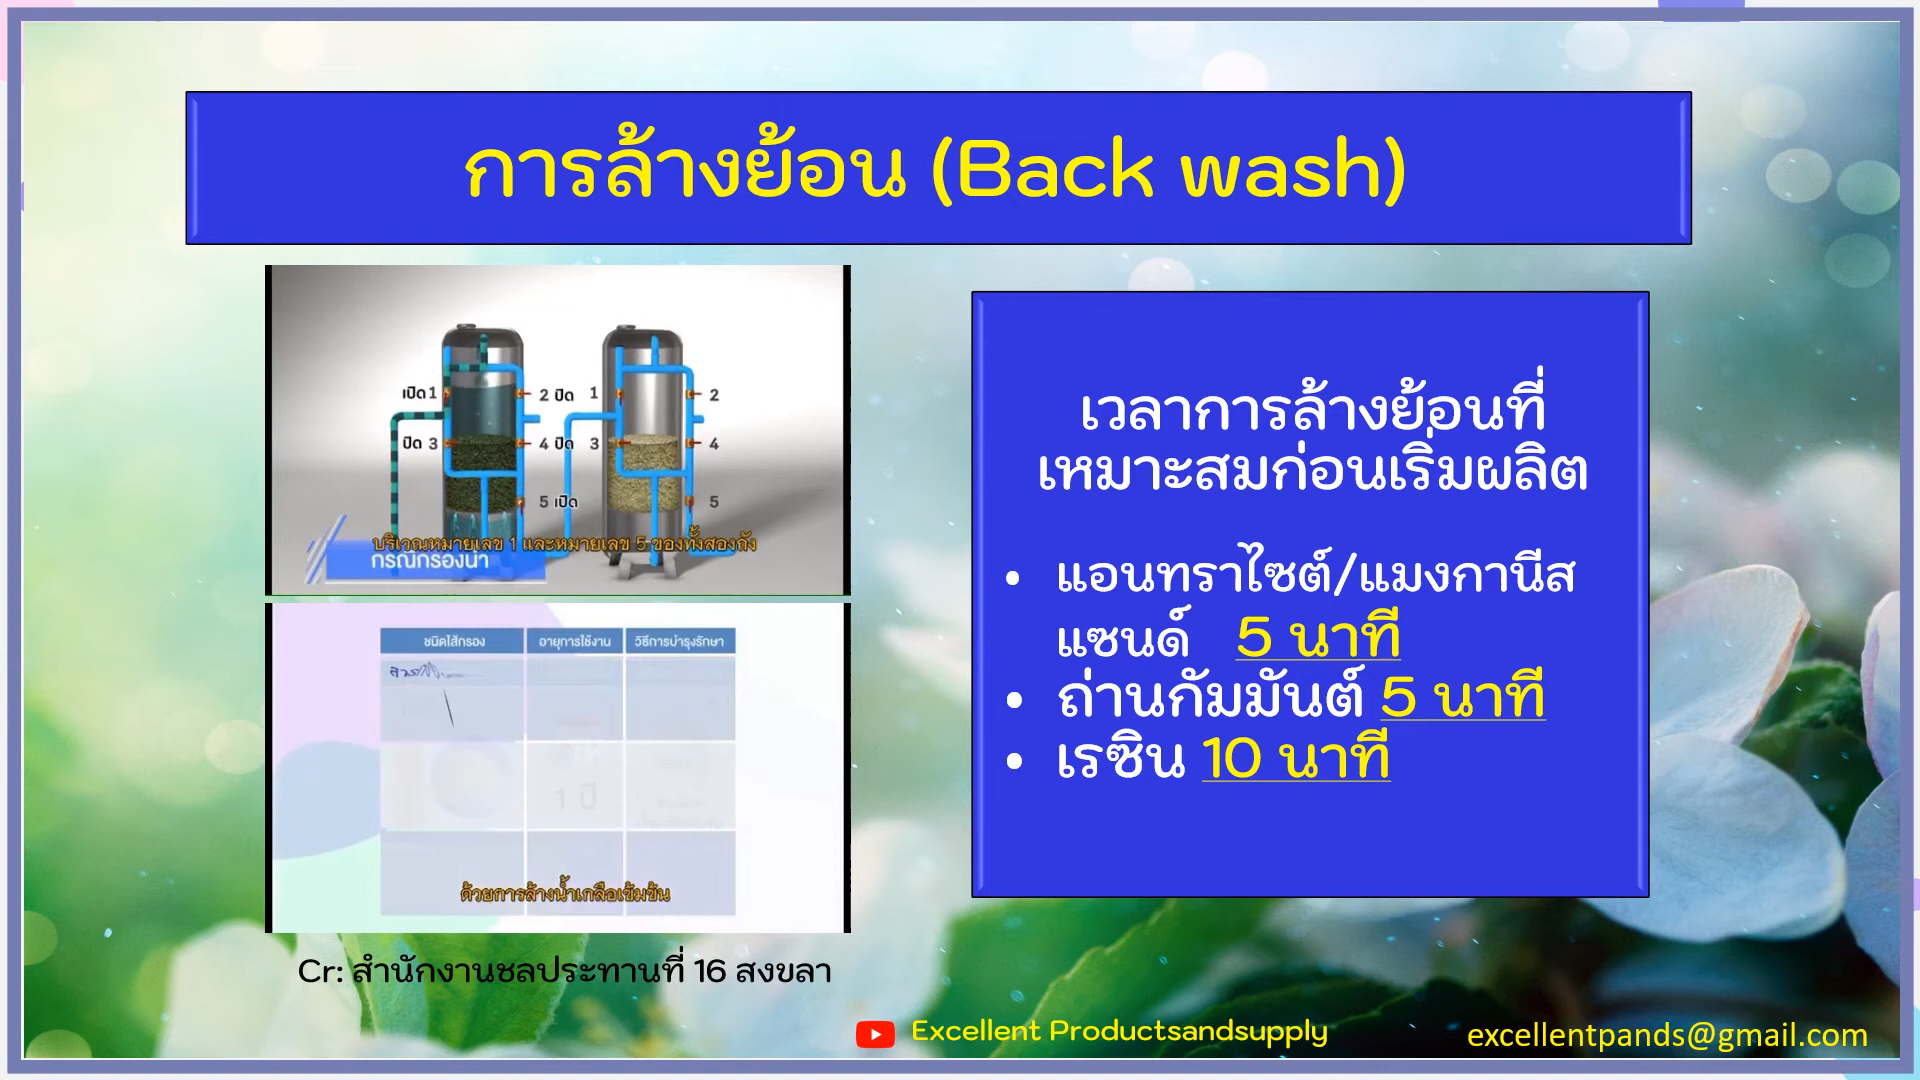 การล้างย้อน (Back wash)
เปิด 1
2 ปิด
1
2
ปิด 3
4 ปิด
3
4
5 เปิด
5
บริเวณหมายเลข 1 และหมายเลข 5 ของทั้งสองถัง
กรณีกรองน้ำ
ชนิดไส้กรอง
อายุการใช้งาน
วิธีการบำรุงรักษา
1 ปี
ด้วยการล้างน้ำเกลือเข้มข้น
Cr: สำนักงานชลประทานที่ 16 สงขลา
เวลาการล้างย้อนที่
เหมาะสมก่อนเริ่มผลิต
• แอนทราไซต์/แมงกานีส
แซนด์ 5 นาที
• ถ่านกัมมันต์ 5 นาที
• เรซิน 10 นาที
Excellent Productsandsupply
excellentpands@gmail.com